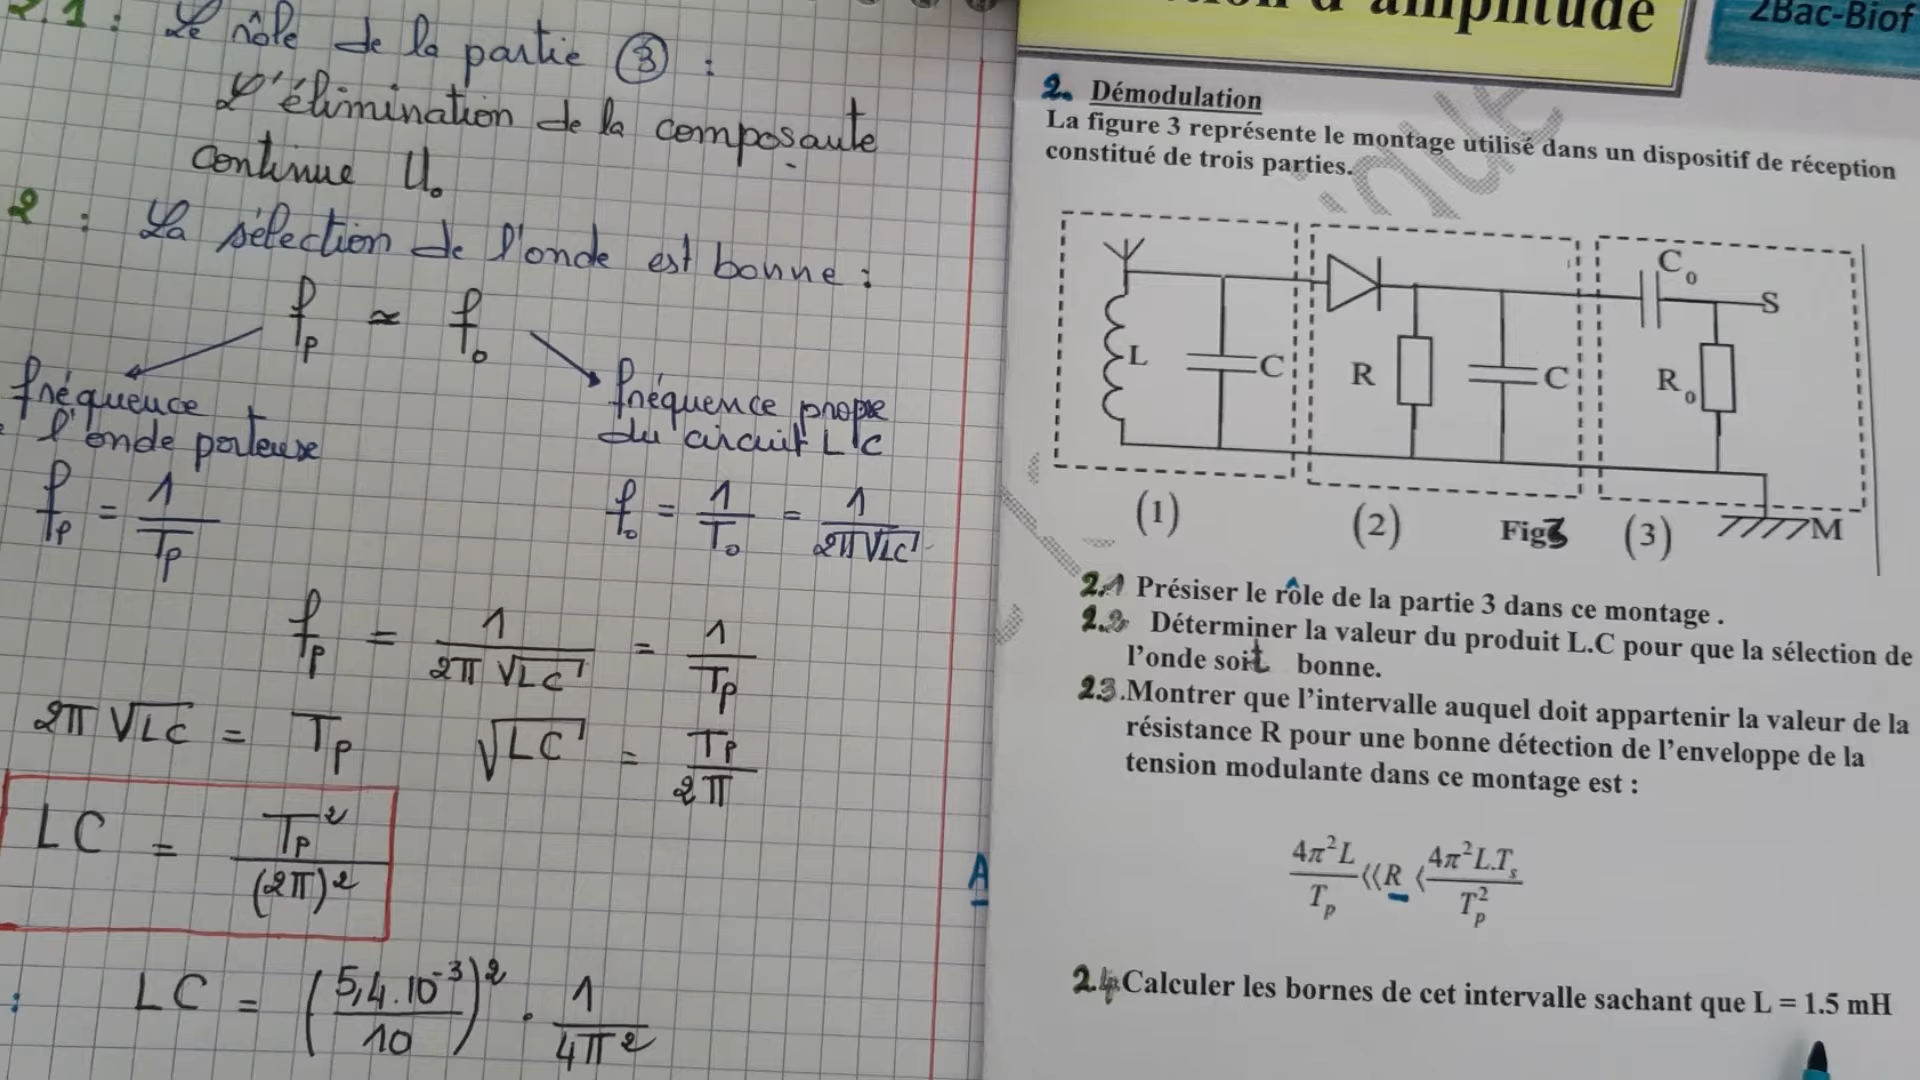 2.1 : Le rôle de la partie ③ :
L'élimination de la composante
continue U₀
2 : La sélection de l'onde est bonne :
fp ≈ f₀
fréquence
l'onde porteuse
fréquence propre
du circuit LC
fp = 1/Tp
f₀ = 1/T₀ = 1/(2π√LC)
fp = 1/(2π√LC) = 1/Tp
2π√LC = Tp
√LC = Tp/2π
LC = Tp²/(2π)²
: LC = (5,4.10⁻³/10)² . 1/4π²
A
d'amplitude
2Bac-Biof
2. Démodulation
La figure 3 représente le montage utilisé dans un dispositif de réception
constitué de trois parties.
L C R C C₀ R₀ S
(1) (2) Fig3 (3) M
2.1 Présiser le rôle de la partie 3 dans ce montage .
2.2 Déterminer la valeur du produit L.C pour que la sélection de
l'onde soit bonne.
2.3.Montrer que l'intervalle auquel doit appartenir la valeur de la
résistance R pour une bonne détection de l'enveloppe de la
tension modulante dans ce montage est :
4π²L/Tp ⟨⟨R ⟨ 4π²L.Ts/Tp²
2.4 Calculer les bornes de cet intervalle sachant que L = 1.5 mH